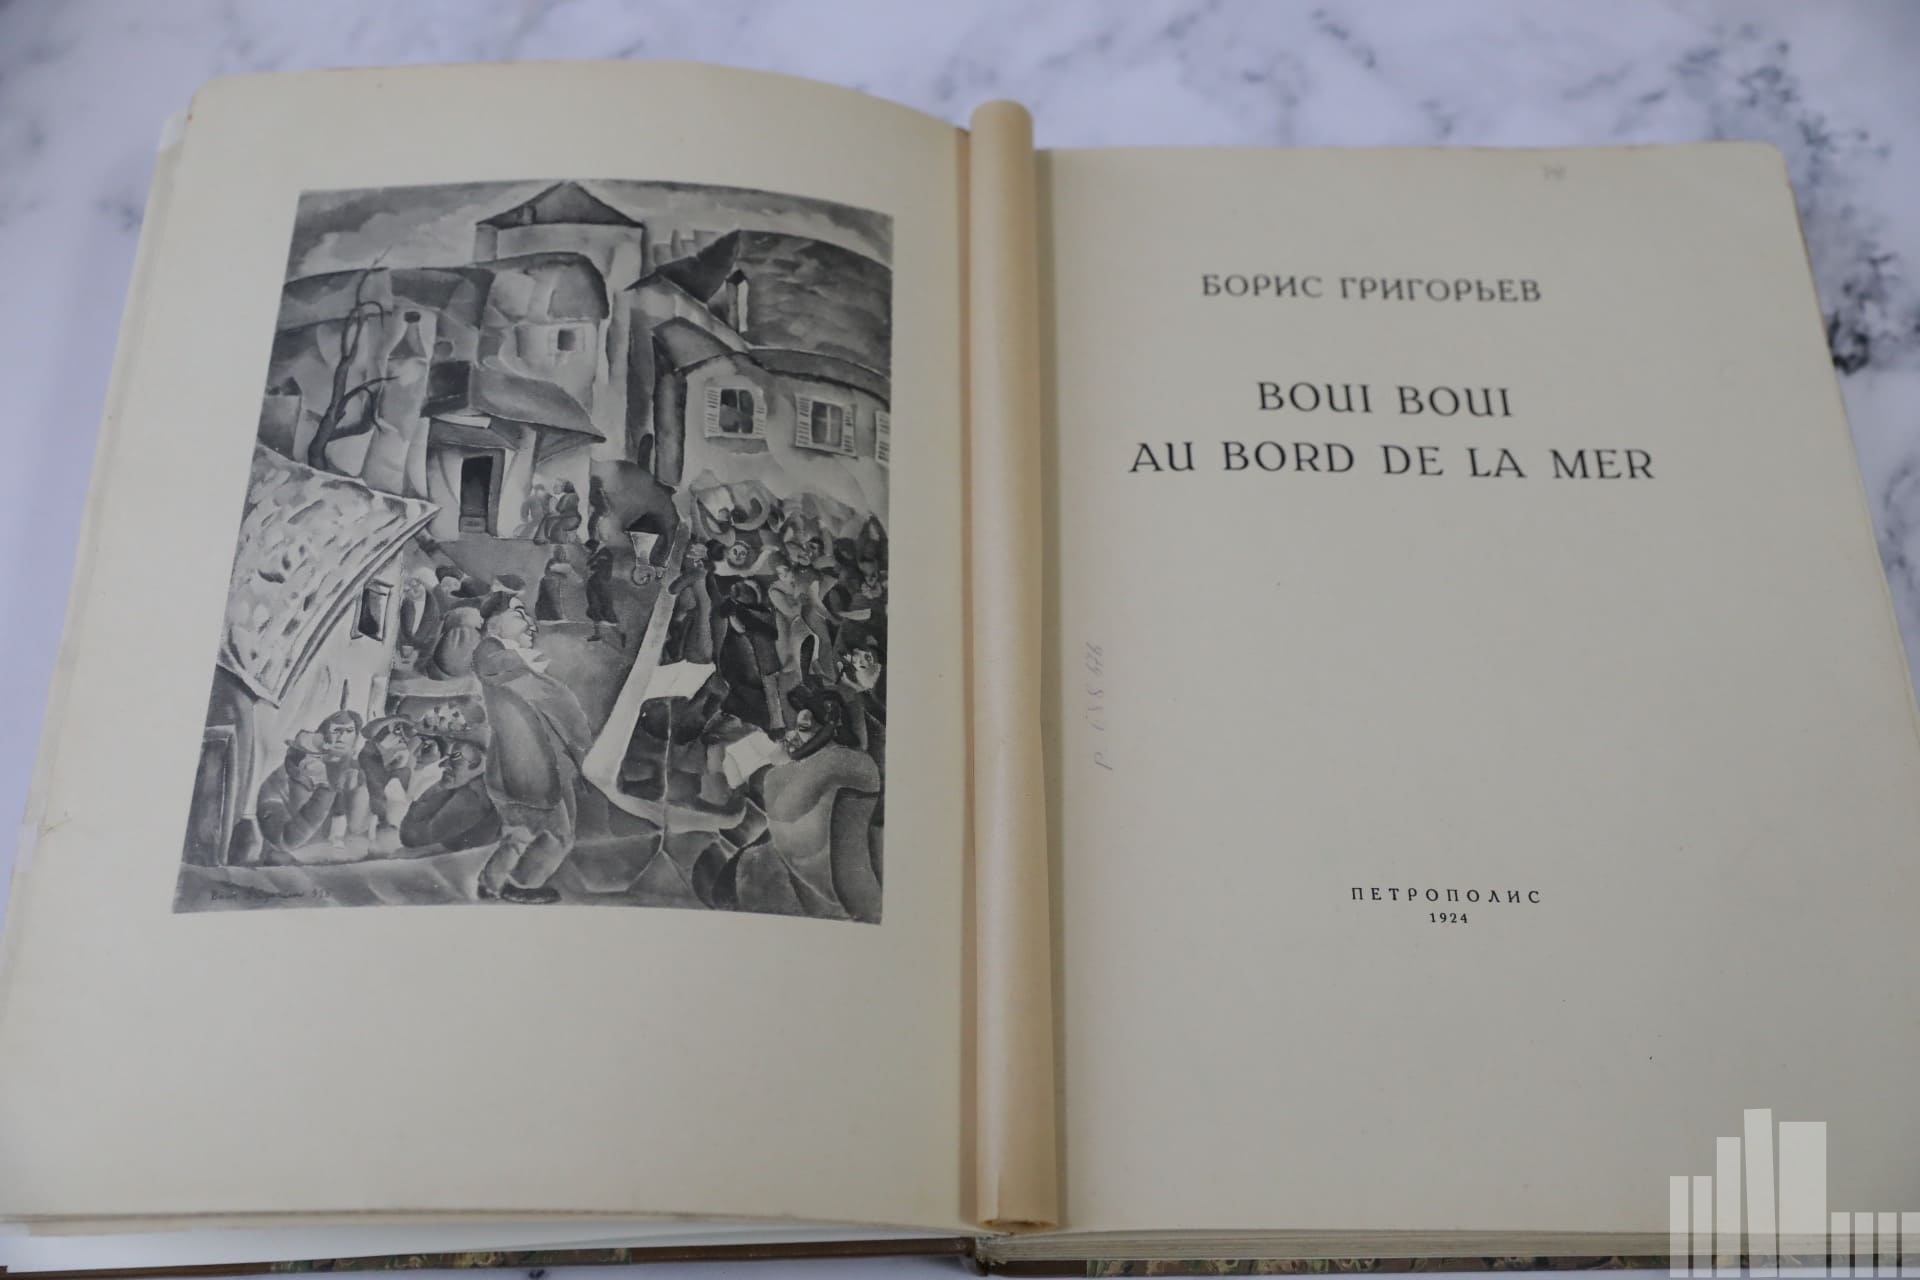 БОРИС ГРИГОРЬЕВ
BOUI BOUI
AU BORD DE LA MER
ПЕТРОПОЛИС
1924